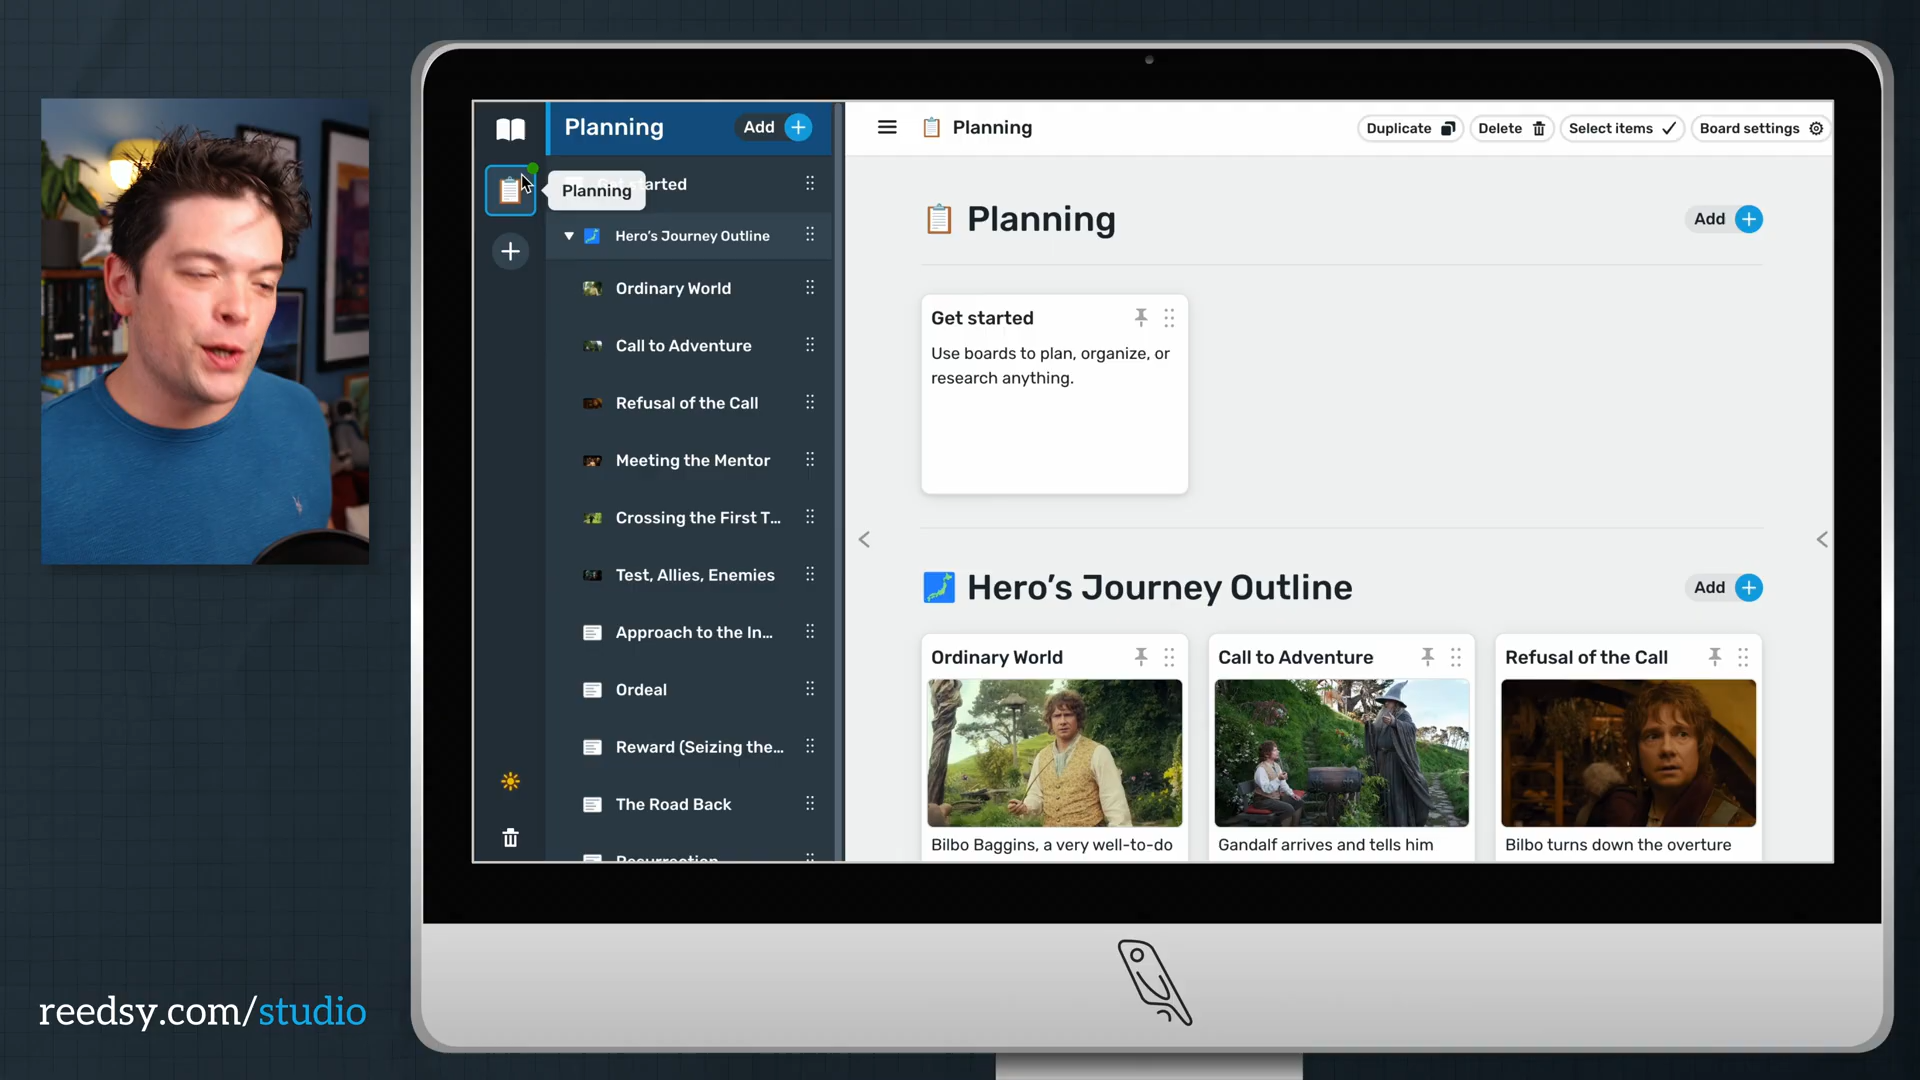 Planning
Add
Planning
arted
Hero's Journey Outline
Ordinary World
Call to Adventure
Refusal of the Call
Meeting the Mentor
Crossing the First T...
Test, Allies, Enemies
Approach to the In...
Ordeal
Reward (Seizing the...
The Road Back
Resurrection
Planning
Duplicate
Delete
Select items
Board settings
Planning
Add
Get started
Use boards to plan, organize, or
research anything.
Hero's Journey Outline
Add
Ordinary World
Bilbo Baggins, a very well-to-do
Call to Adventure
Gandalf arrives and tells him
Refusal of the Call
Bilbo turns down the overture
reedsy.com/studio